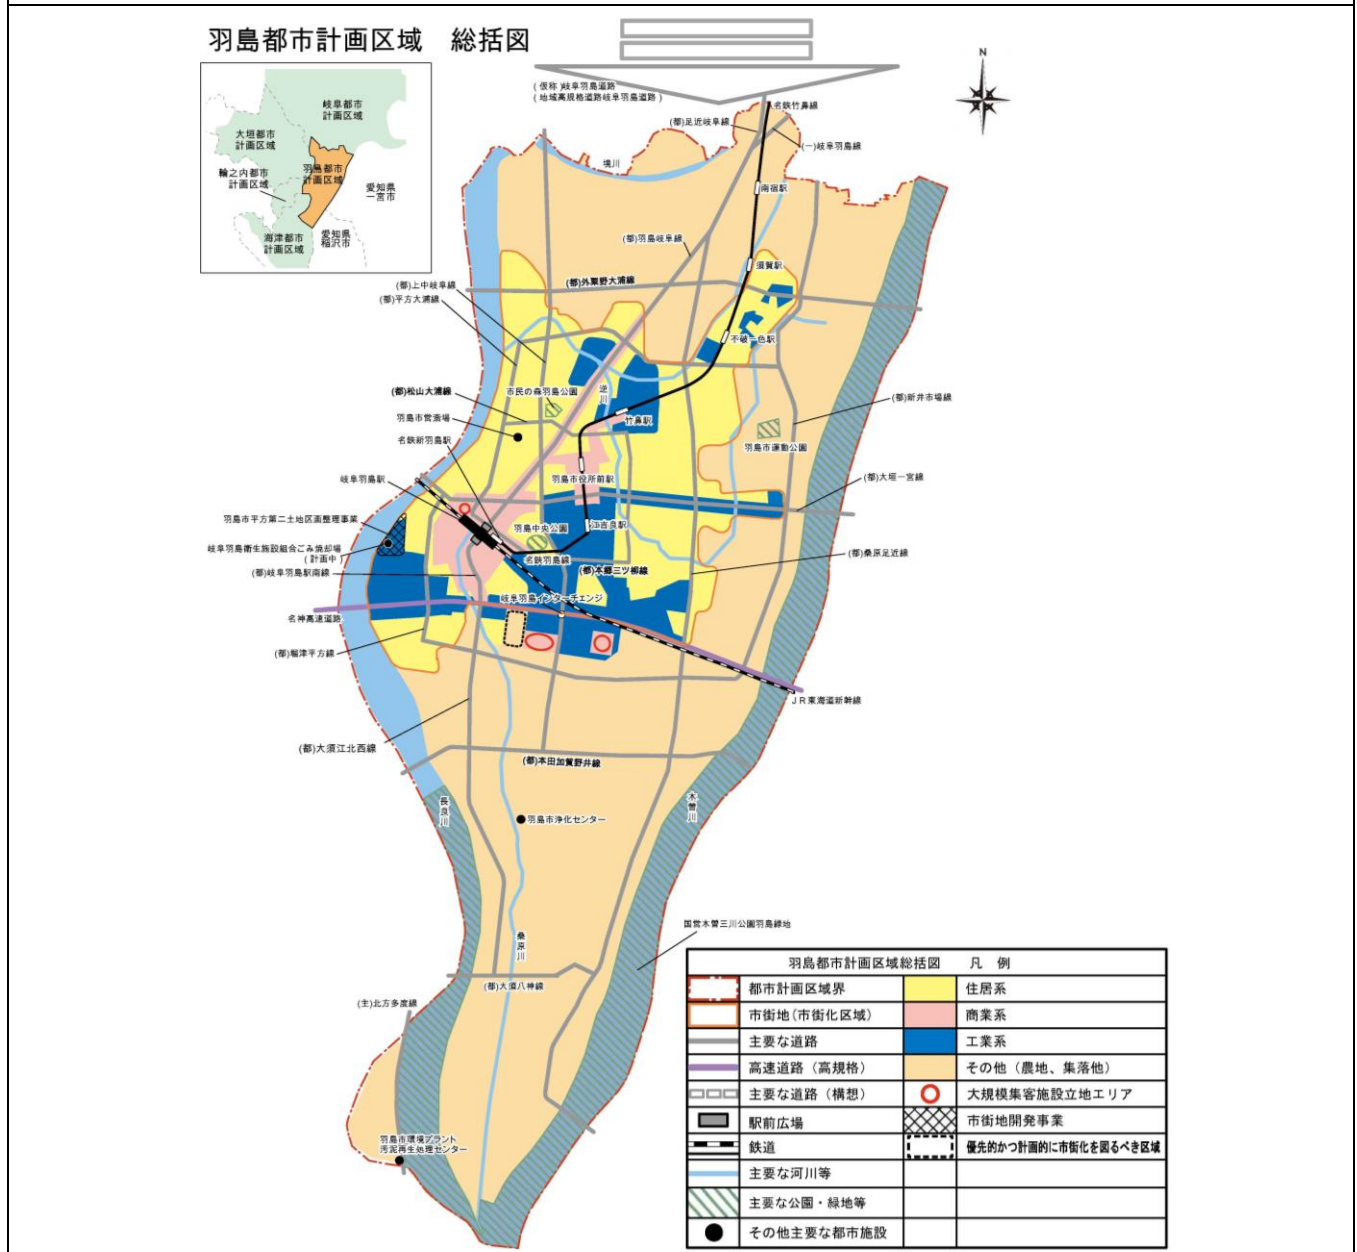 羽島都市計画区域 総括図
岐阜都市
計画区域
大垣都市
計画区域
輪之内都市
計画区域
羽島都市
計画区域
愛知県
一宮市
海津都市
計画区域
愛知県
稲沢市
N
(仮称)岐阜羽島道路
(地域高規格道路岐阜羽島道路)
名鉄竹鼻線
(都)足近岐阜線
(一)岐阜羽島線
境川
南宿駅
(都)羽島岐阜線
須賀駅
(都)外粟野大浦線
(都)上中岐阜線
(都)平方大浦線
不破一色駅
(都)松山大浦線
市民の森羽島公園
逆川
(都)新井市場線
羽島市営斎場
竹鼻駅
名鉄新羽島駅
羽島市運動公園
岐阜羽島駅
羽島市役所前駅
(都)大垣一宮線
羽島市平方第二土地区画整理事業
羽島中央公園
江吉良駅
岐阜羽島衛生施設組合ごみ焼却場
(計画中)
名鉄羽島線
(都)本郷三ツ柳線
(都)桑原足近線
(都)岐阜羽島駅南線
岐阜羽島インターチェンジ
名神高速道路
(都)堀津平方線
JR東海道新幹線
(都)大須江北西線
(都)本田加賀野井線
長良川
木曽川
羽島市浄化センター
国営木曽三川公園羽島緑地
桑原川
(都)大須八神線
(主)北方多度線
羽島市環境プラント
汚泥再生処理センター
羽島都市計画区域総括図 凡 例
都市計画区域界
住居系
市街地(市街化区域)
商業系
主要な道路
工業系
高速道路(高規格)
その他(農地、集落他)
主要な道路(構想)
大規模集客施設立地エリア
駅前広場
市街地開発事業
鉄道
優先的かつ計画的に市街化を図るべき区域
主要な河川等
主要な公園・緑地等
その他主要な都市施設